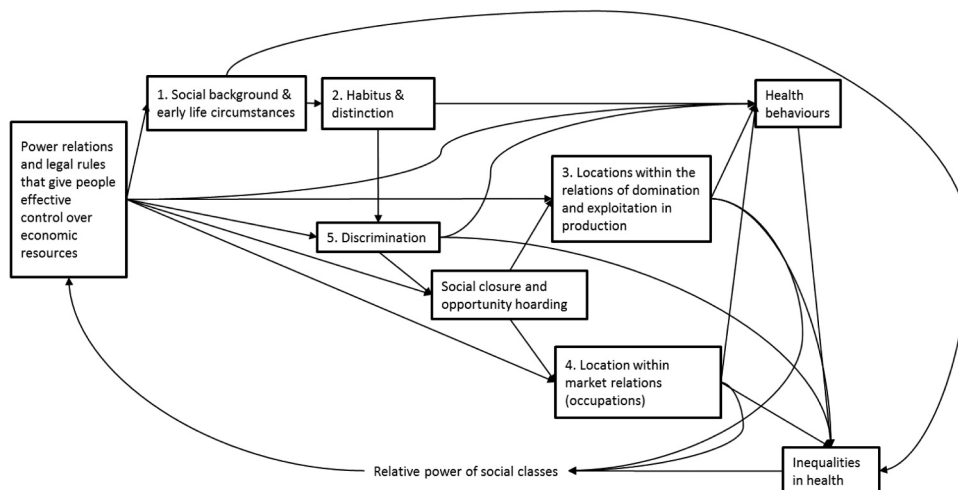 1. Social background &
early life circumstances
2. Habitus &
distinction
Health
behaviours
Power relations
and legal rules
that give people
effective
control over
economic
resources
3. Locations within the
relations of domination
and exploitation in
production
5. Discrimination
Social closure and
opportunity hoarding
4. Location within
market relations
(occupations)
Relative power of social classes
Inequalities
in health